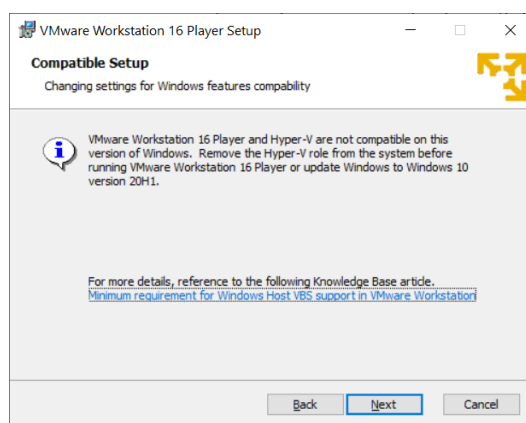 VMware Workstation 16 Player Setup
Compatible Setup
Changing settings for Windows features compability
VMware Workstation 16 Player and Hyper-V are not compatible on this
version of Windows. Remove the Hyper-V role from the system before
running VMware Workstation 16 Player or update Windows to Windows 10
version 20H1.
For more details, reference to the following Knowledge Base article.
Minimum requirement for Windows Host VBS support in VMware Workstation
Back
Next
Cancel